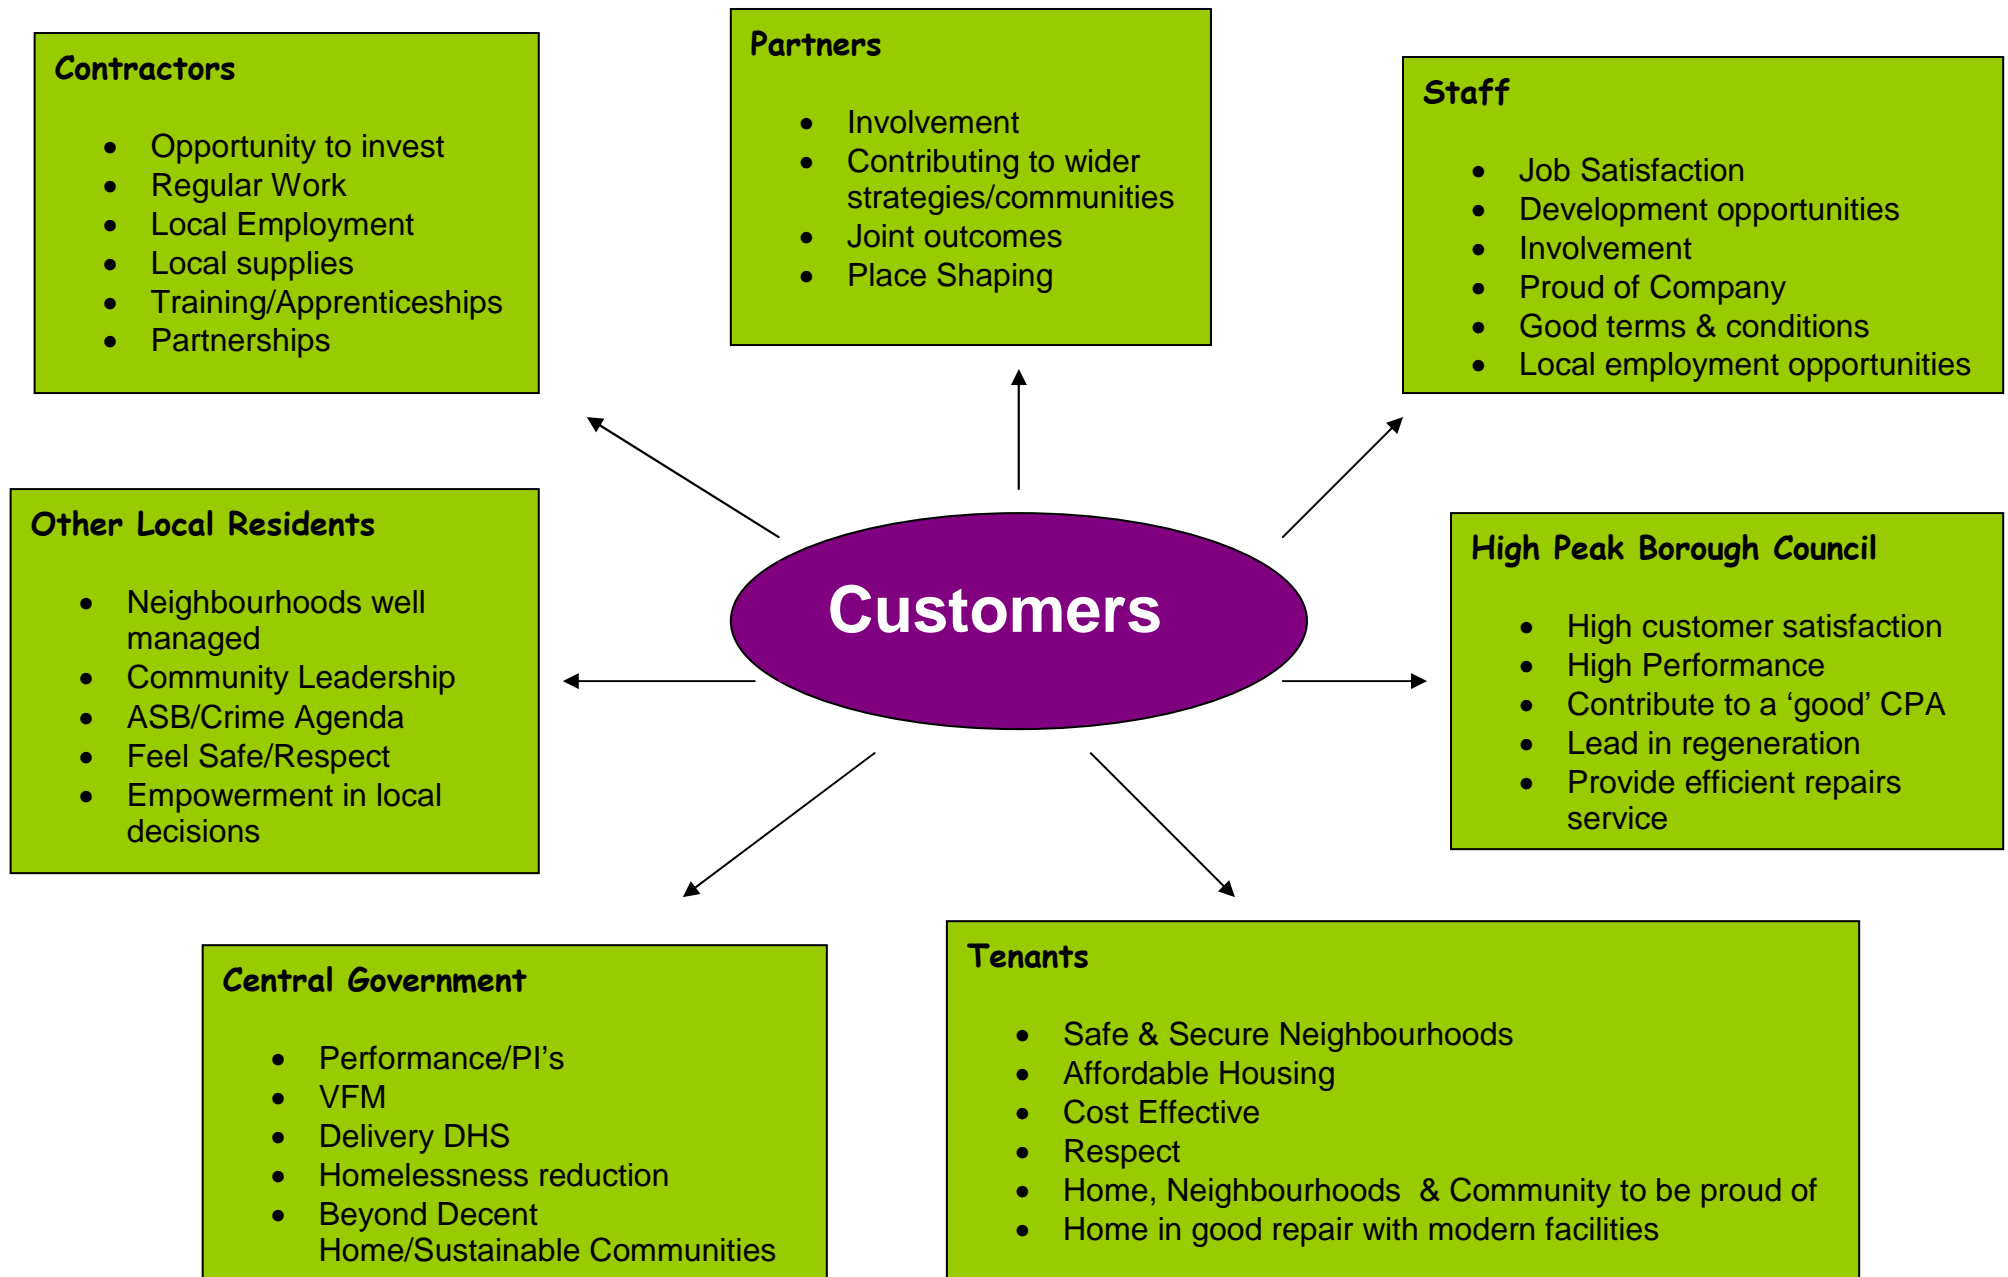 Contractors
• Opportunity to invest
• Regular Work
• Local Employment
• Local supplies
• Training/Apprenticeships
• Partnerships
Partners
• Involvement
• Contributing to wider
strategies/communities
• Joint outcomes
• Place Shaping
Staff
• Job Satisfaction
• Development opportunities
• Involvement
• Proud of Company
• Good terms & conditions
• Local employment opportunities
Other Local Residents
• Neighbourhoods well
managed
• Community Leadership
• ASB/Crime Agenda
• Feel Safe/Respect
• Empowerment in local
decisions
Customers
High Peak Borough Council
• High customer satisfaction
• High Performance
• Contribute to a ‘good’ CPA
• Lead in regeneration
• Provide efficient repairs
service
Central Government
• Performance/PI’s
• VFM
• Delivery DHS
• Homelessness reduction
• Beyond Decent
Home/Sustainable Communities
Tenants
• Safe & Secure Neighbourhoods
• Affordable Housing
• Cost Effective
• Respect
• Home, Neighbourhoods & Community to be proud of
• Home in good repair with modern facilities